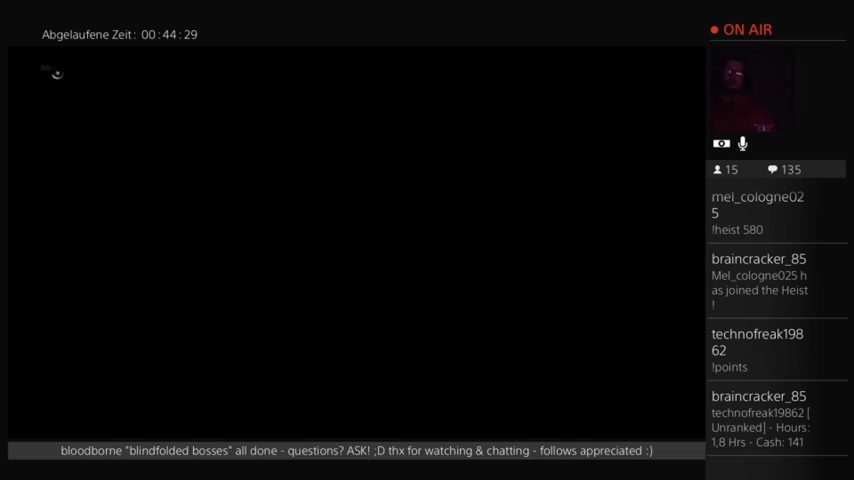 Abgelaufene Zeit: 00:44:29
ON AIR
15 135
mel_cologne02
5
!heist 580
braincracker_85
Mel_cologne025 h
as joined the Heist
!
technofreak198
62
!points
braincracker_85
technofreak19862 [
Unranked] - Hours:
1,8 Hrs - Cash: 141
bloodborne "blindfolded bosses" all done - questions? ASK! ;D thx for watching & chatting - follows appreciated :)